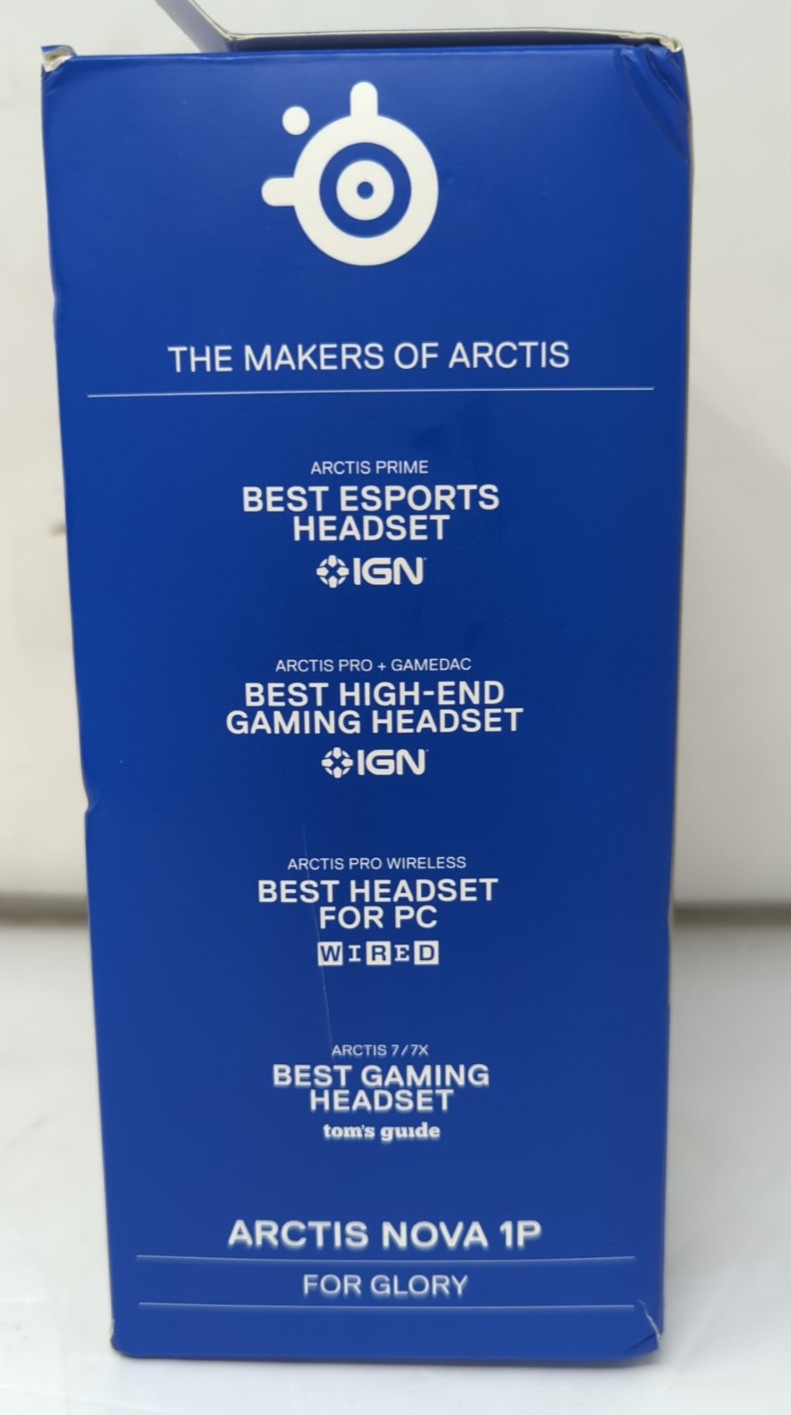 THE MAKERS OF ARCTIS
ARCTIS PRIME
BEST ESPORTS
HEADSET
IGN
ARCTIS PRO + GAMEDAC
BEST HIGH-END
GAMING HEADSET
IGN
ARCTIS PRO WIRELESS
BEST HEADSET
FOR PC
WIRED
ARCTIS 7/7X
BEST GAMING
HEADSET
tom's guide
ARCTIS NOVA 1P
FOR GLORY